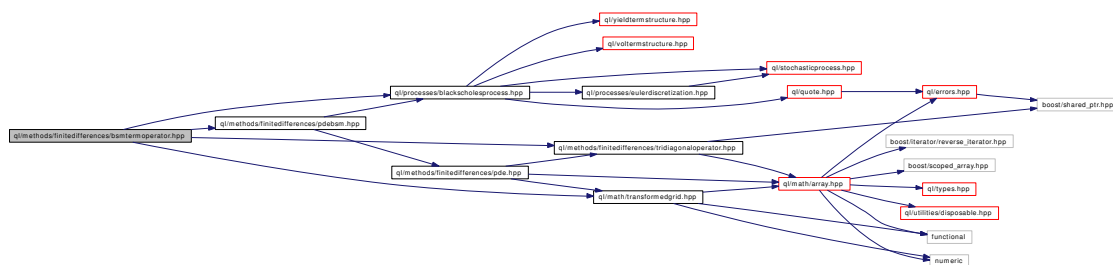 ql/yieldtermstructure.hpp
ql/voltermstructure.hpp
ql/stochasticprocess.hpp
ql/processes/blackscholesprocess.hpp
ql/processes/eulerdiscretization.hpp
ql/quote.hpp
ql/errors.hpp
boost/shared_ptr.hpp
ql/methods/finitedifferences/pdebsm.hpp
ql/methods/finitedifferences/bsmtermoperator.hpp
boost/iterator/reverse_iterator.hpp
ql/methods/finitedifferences/tridiagonaloperator.hpp
boost/scoped_array.hpp
ql/methods/finitedifferences/pde.hpp
ql/math/array.hpp
ql/types.hpp
ql/math/transformedgrid.hpp
ql/utilities/disposable.hpp
functional
numeric